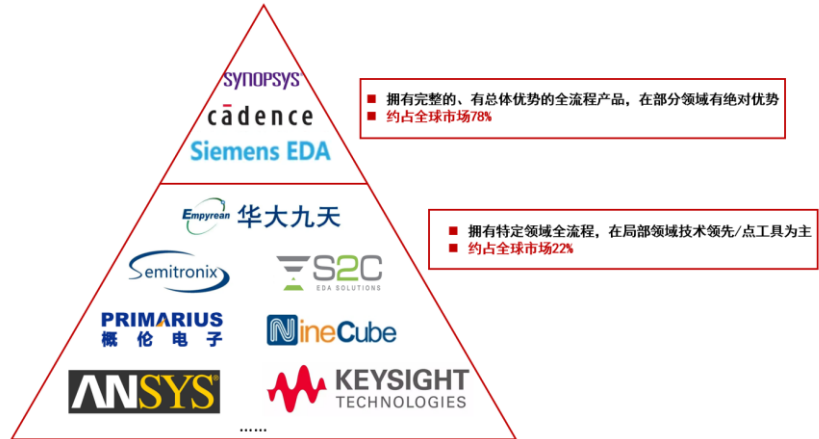 SYNOPSYS
cādence
Siemens EDA
■ 拥有完整的、有总体优势的全流程产品，在部分领域有绝对优势
■ 约占全球市场78%
Empyrean 华大九天
■ 拥有特定领域全流程，在局部领域技术领先/点工具为主
■ 约占全球市场22%
Semitronix
S2C
EDA SOLUTIONS
PRIMARIUS
概伦电子
NineCube
ANSYS
KEYSIGHT
TECHNOLOGIES
……